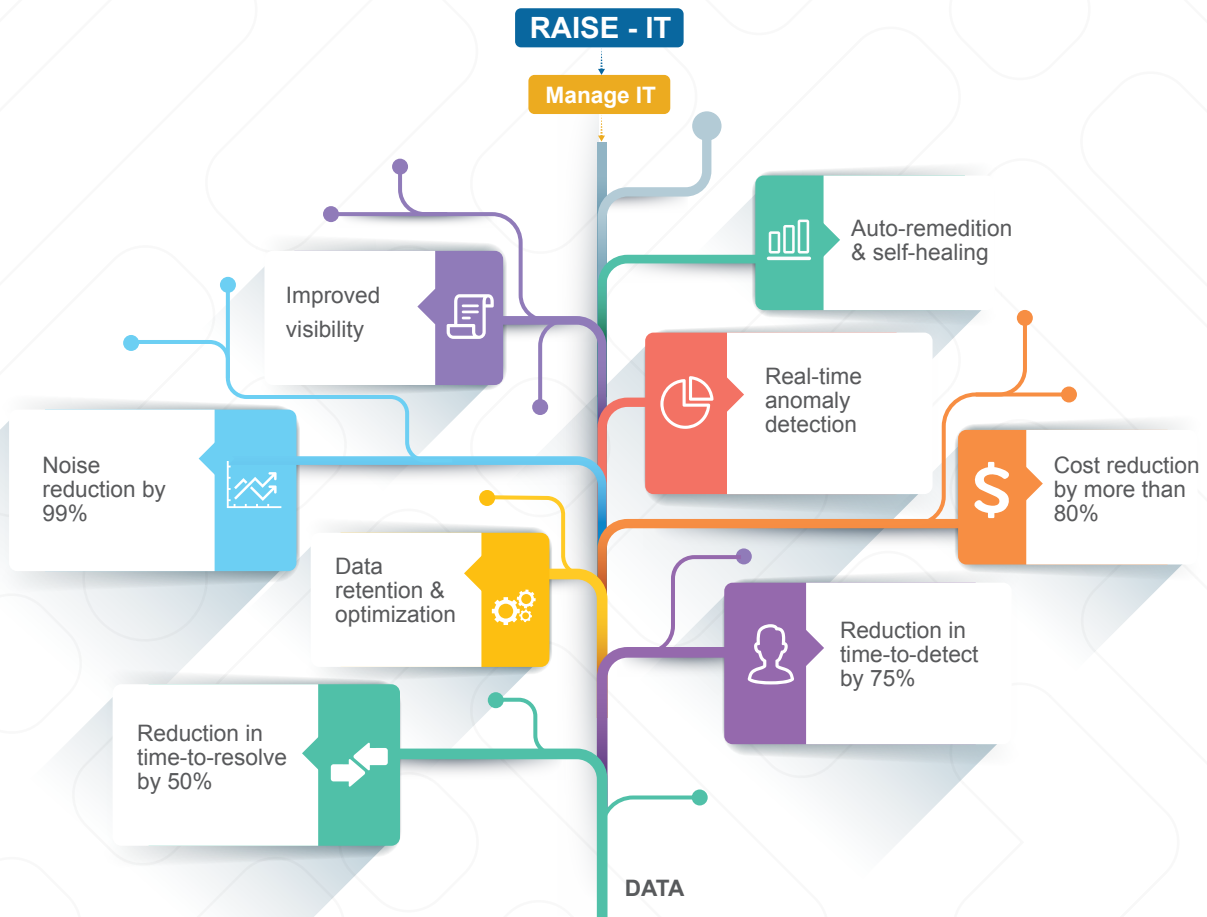 RAISE - IT
Manage IT
Auto-remedition
& self-healing
Improved
visibility
Real-time
anomaly
detection
Noise
reduction by
99%
Cost reduction
by more than
80%
Data
retention &
optimization
Reduction in
time-to-detect
by 75%
Reduction in
time-to-resolve
by 50%
DATA